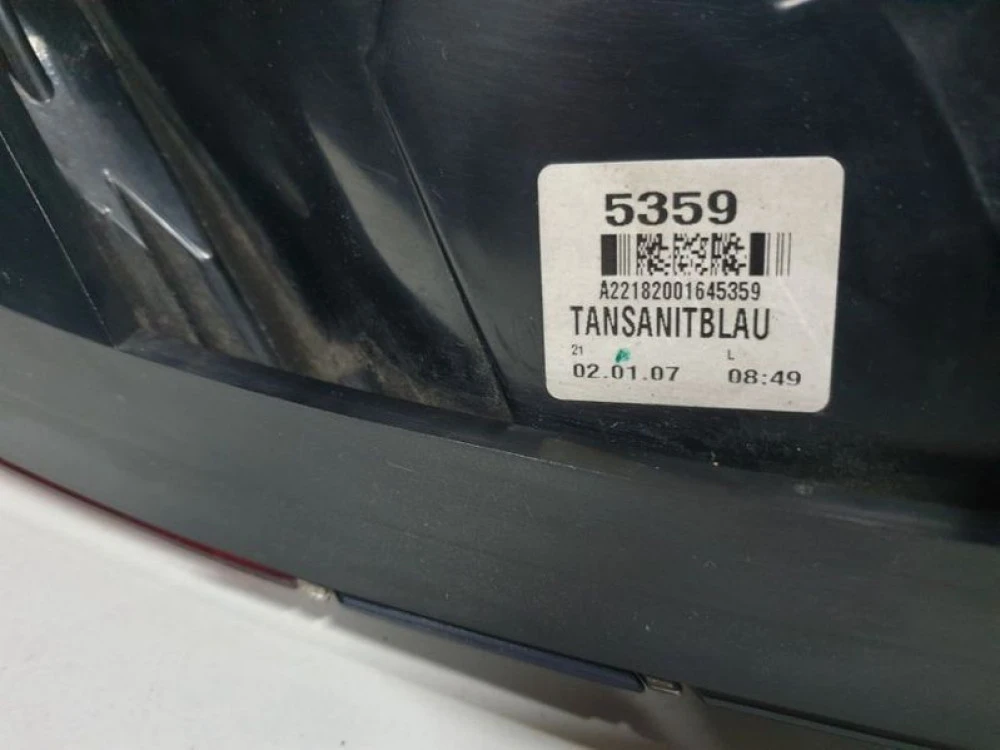 5359
A22182001645359
TANSANITBLAU
21 L
02.01.07 08:49